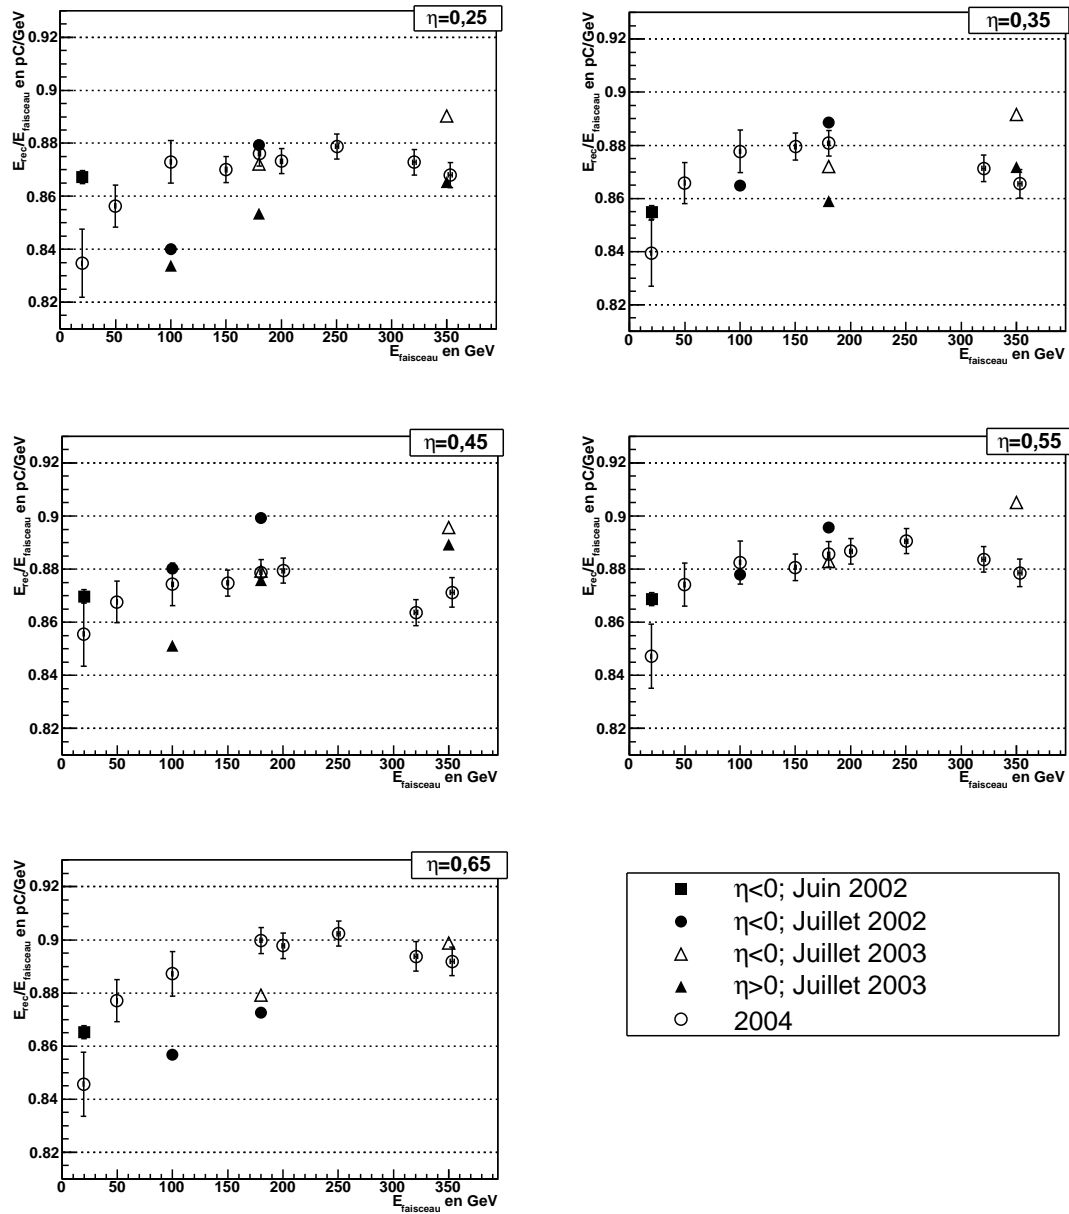 η=0,25
E_rec/E_faisceau en pC/GeV
0.92
0.9
0.88
0.86
0.84
0.82
0 50 100 150 200 250 300 350
E_faisceau en GeV
η=0,35
E_rec/E_faisceau en pC/GeV
0.92
0.9
0.88
0.86
0.84
0.82
0 50 100 150 200 250 300 350
E_faisceau en GeV
η=0,45
E_rec/E_faisceau en pC/GeV
0.92
0.9
0.88
0.86
0.84
0.82
0 50 100 150 200 250 300 350
E_faisceau en GeV
η=0,55
E_rec/E_faisceau en pC/GeV
0.92
0.9
0.88
0.86
0.84
0.82
0 50 100 150 200 250 300 350
E_faisceau en GeV
η=0,65
E_rec/E_faisceau en pC/GeV
0.92
0.9
0.88
0.86
0.84
0.82
0 50 100 150 200 250 300 350
E_faisceau en GeV
η<0; Juin 2002
η<0; Juillet 2002
η<0; Juillet 2003
η>0; Juillet 2003
2004